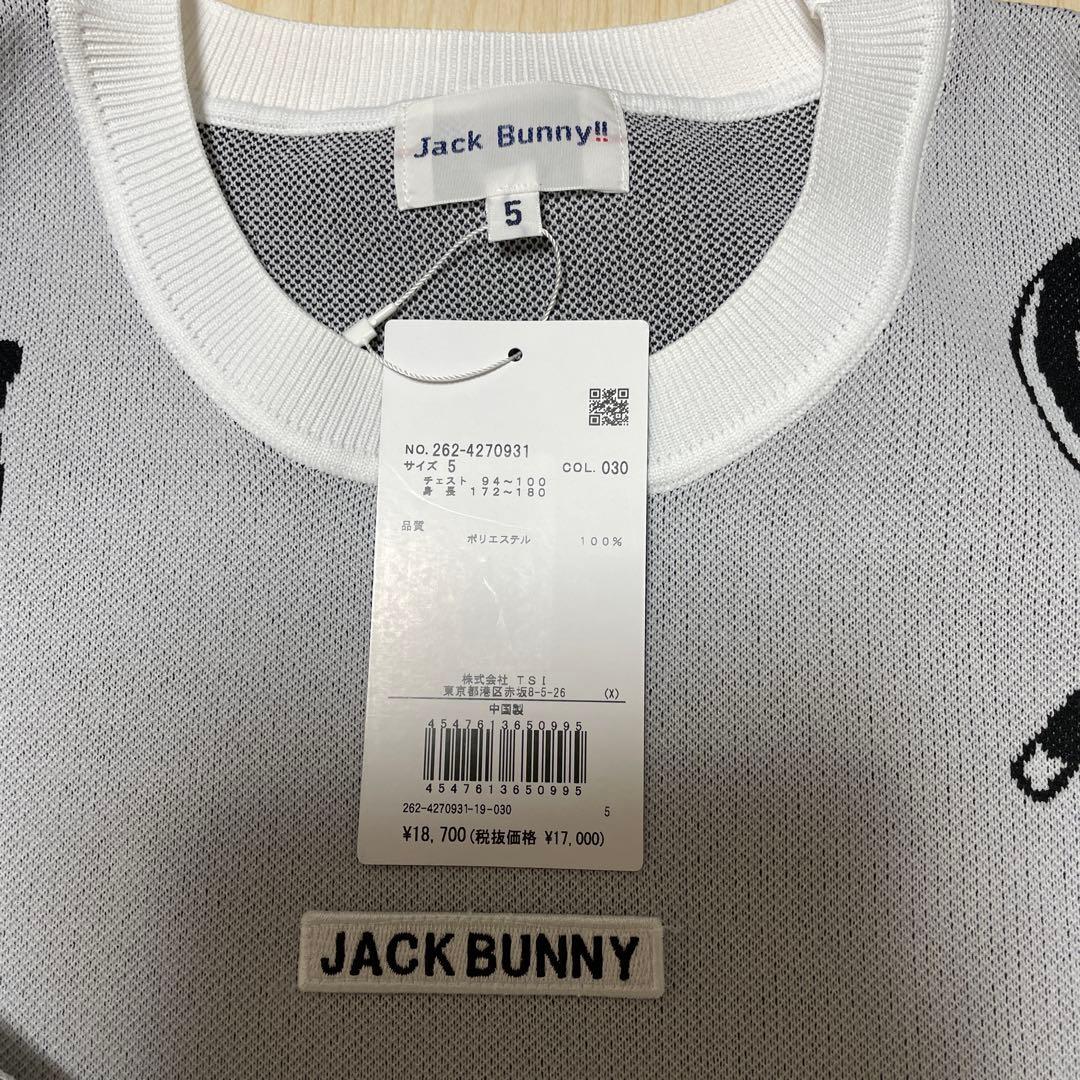 Jack Bunny!!
5
NO. 262-4270931
サイズ 5 COL. 030
チェスト 94~100
身長 172~180
品質
ポリエステル 100%
株式会社 TSI
東京都港区赤坂8-5-26 (X)
中国製
4547613650995
4547613650995
262-4270931-19-030 5
¥18,700(税抜価格 ¥17,000)
JACK BUNNY